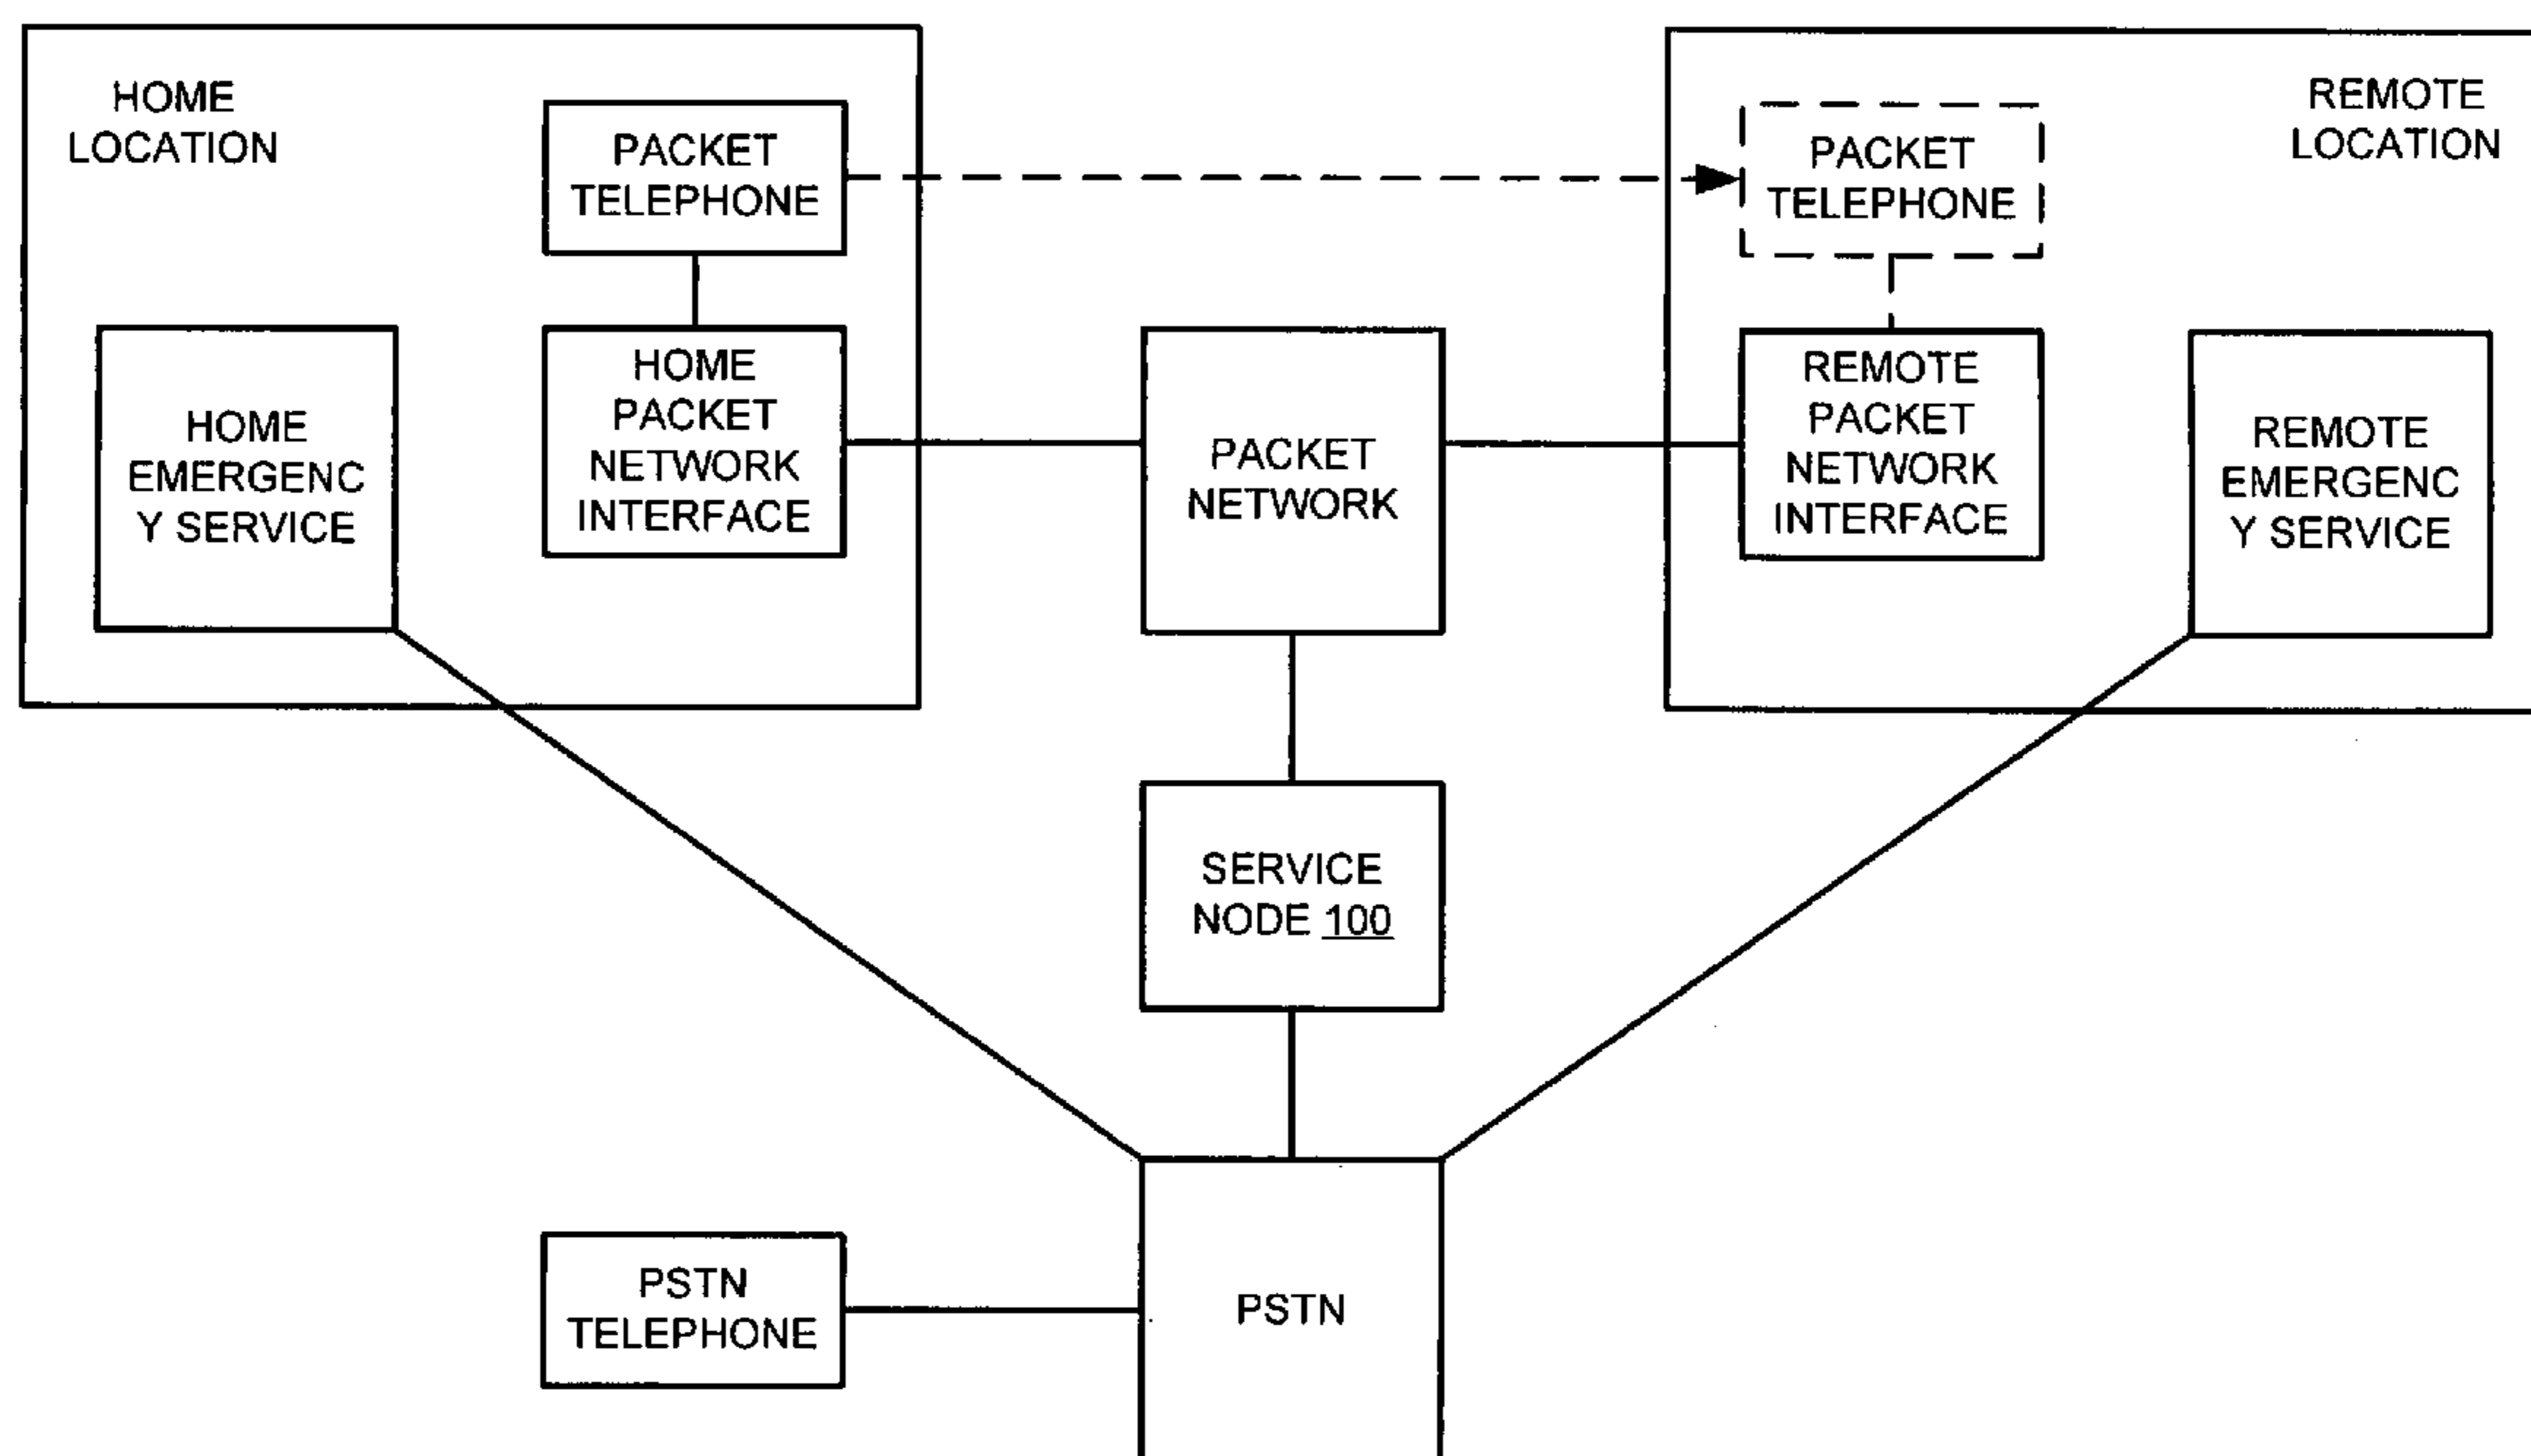 HOME
LOCATION
PACKET
TELEPHONE
PACKET
TELEPHONE
REMOTE
LOCATION
HOME
EMERGENC
Y SERVICE
HOME
PACKET
NETWORK
INTERFACE
PACKET
NETWORK
REMOTE
PACKET
NETWORK
INTERFACE
REMOTE
EMERGENC
Y SERVICE
SERVICE
NODE 100
PSTN
TELEPHONE
PSTN